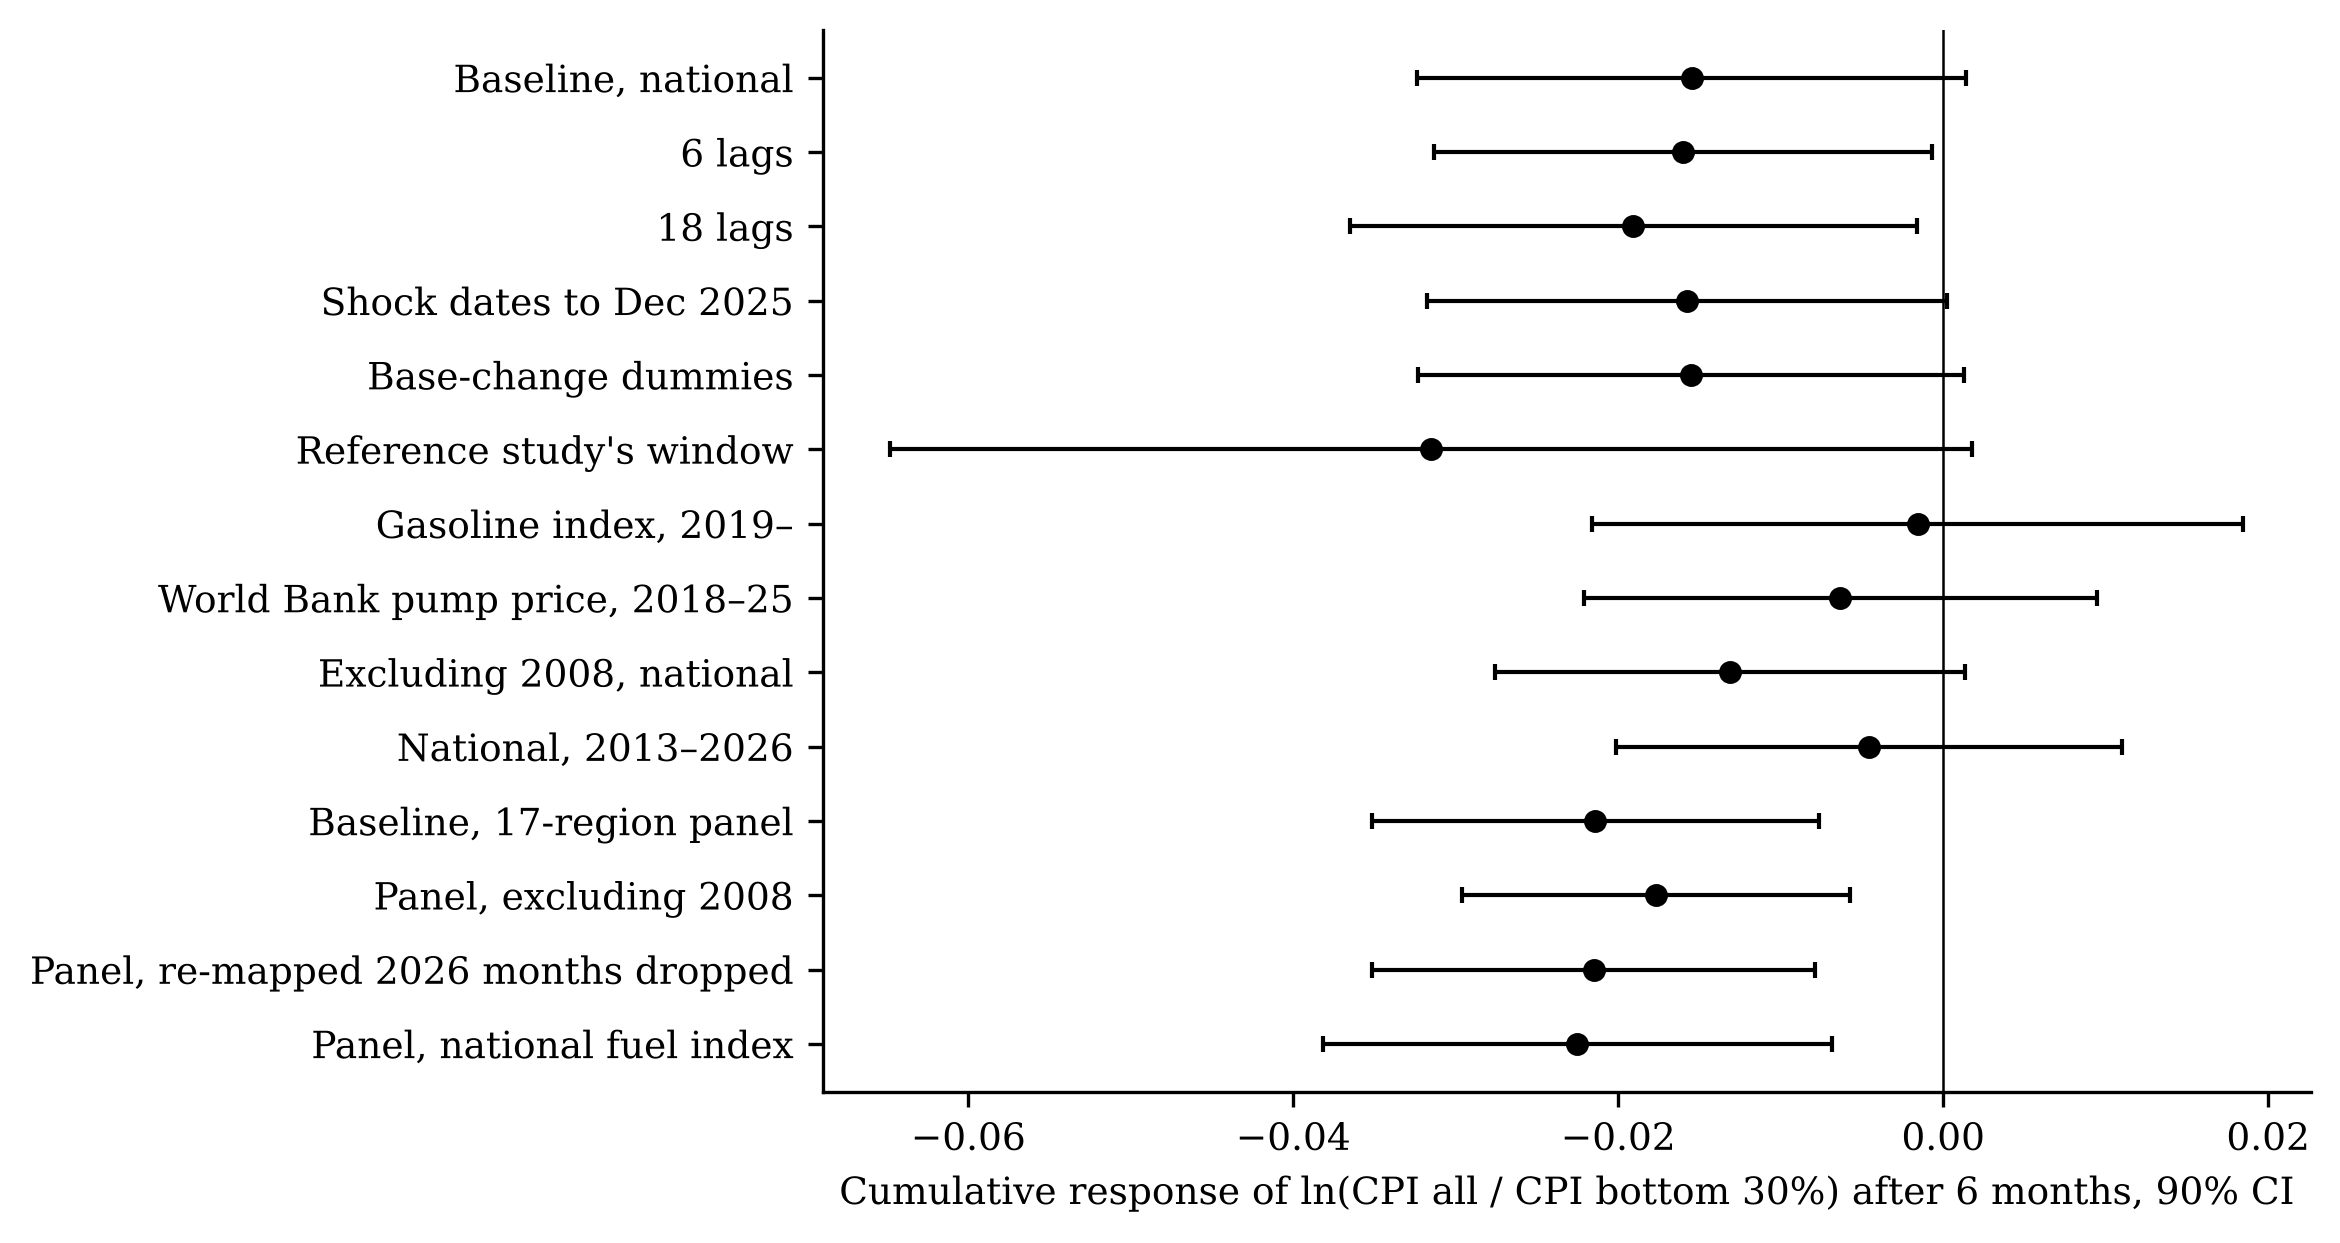 Baseline, national
6 lags
18 lags
Shock dates to Dec 2025
Base-change dummies
Reference study's window
Gasoline index, 2019–
World Bank pump price, 2018–25
Excluding 2008, national
National, 2013–2026
Baseline, 17-region panel
Panel, excluding 2008
Panel, re-mapped 2026 months dropped
Panel, national fuel index
−0.06 −0.04 −0.02 0.00 0.02
Cumulative response of ln(CPI all / CPI bottom 30%) after 6 months, 90% CI